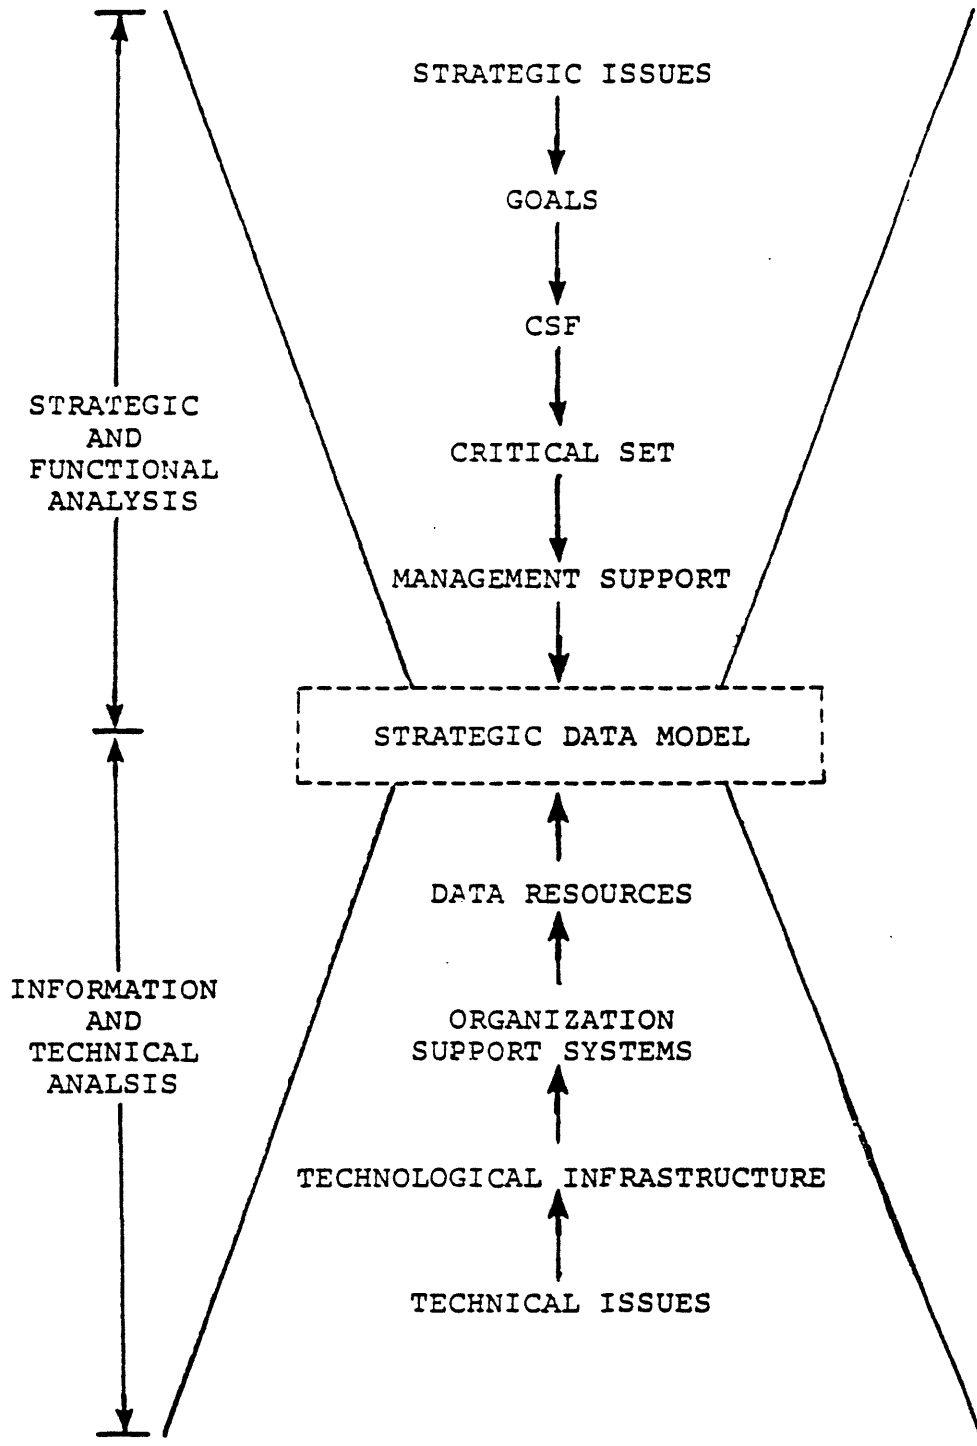 STRATEGIC ISSUES
GOALS
CSF
CRITICAL SET
MANAGEMENT SUPPORT
STRATEGIC
AND
FUNCTIONAL
ANALYSIS
STRATEGIC DATA MODEL
DATA RESOURCES
ORGANIZATION
SUPPORT SYSTEMS
TECHNOLOGICAL INFRASTRUCTURE
TECHNICAL ISSUES
INFORMATION
AND
TECHNICAL
ANALSIS